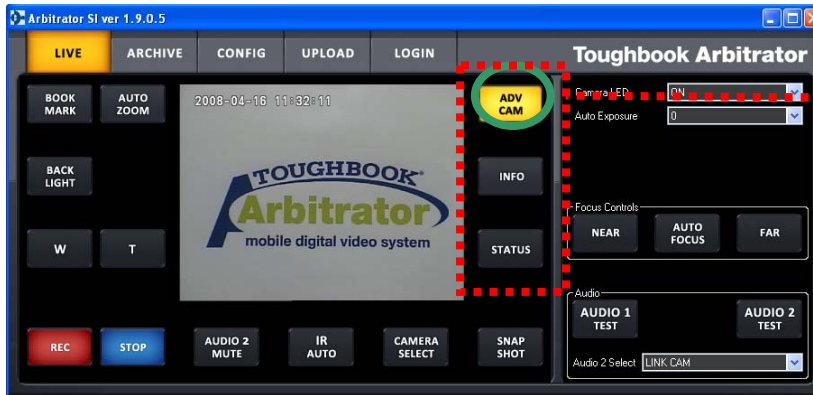 Arbitrator SI ver 1.9.0.5
LIVE ARCHIVE CONFIG UPLOAD LOGIN
Toughbook Arbitrator
BOOK MARK
AUTO ZOOM
2008-04-16 11:32:11
ADV CAM
Camera LED ON
Auto Exposure 0
BACK LIGHT
TOUGHBOOK®
Arbitrator
mobile digital video system
INFO
Focus Controls
NEAR
AUTO FOCUS
FAR
W
T
STATUS
Audio
AUDIO 1 TEST
AUDIO 2 TEST
REC
STOP
AUDIO 2 MUTE
IR AUTO
CAMERA SELECT
SNAP SHOT
Audio 2 Select LINK CAM